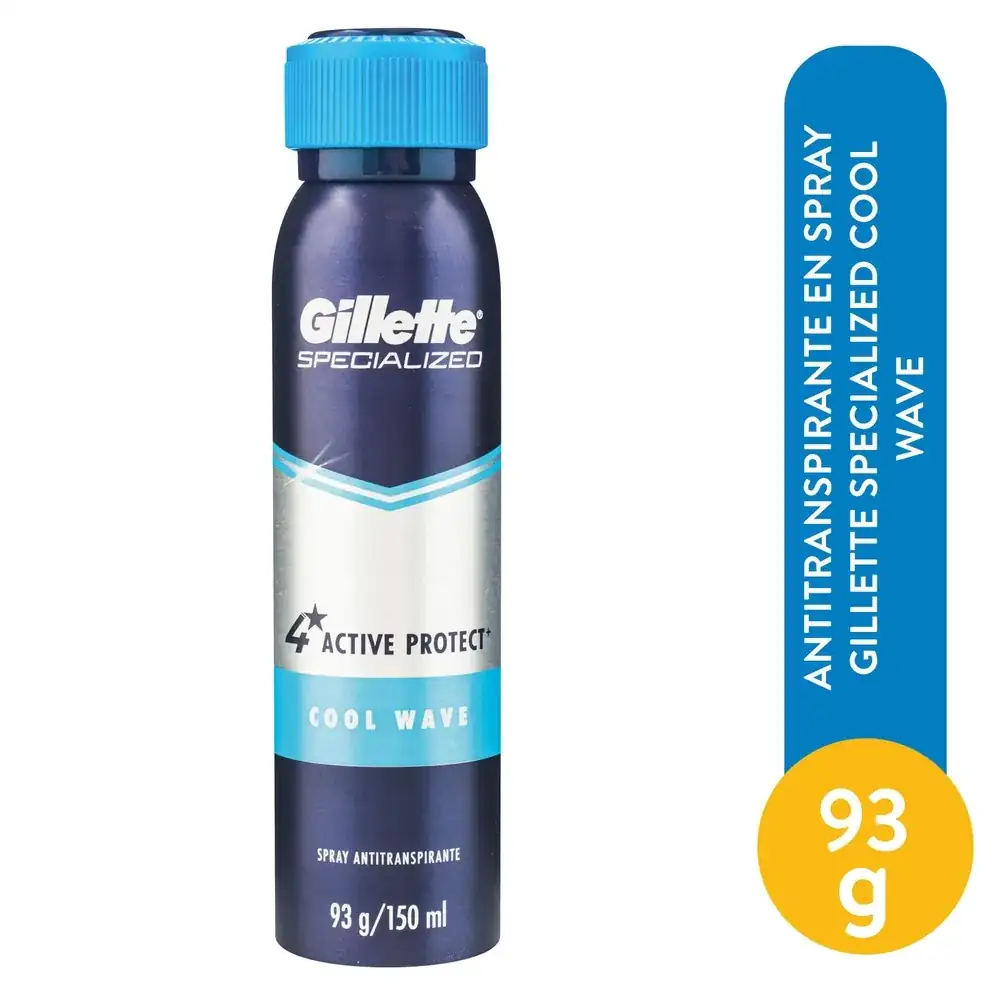 Gillette®
SPECIALIZED
4 ACTIVE PROTECT+
COOL WAVE
SPRAY ANTITRANSPIRANTE
93 g/150 ml
ANTITRANSPIRANTE EN SPRAY
GILLETTE SPECIALIZED COOL
WAVE
93
g